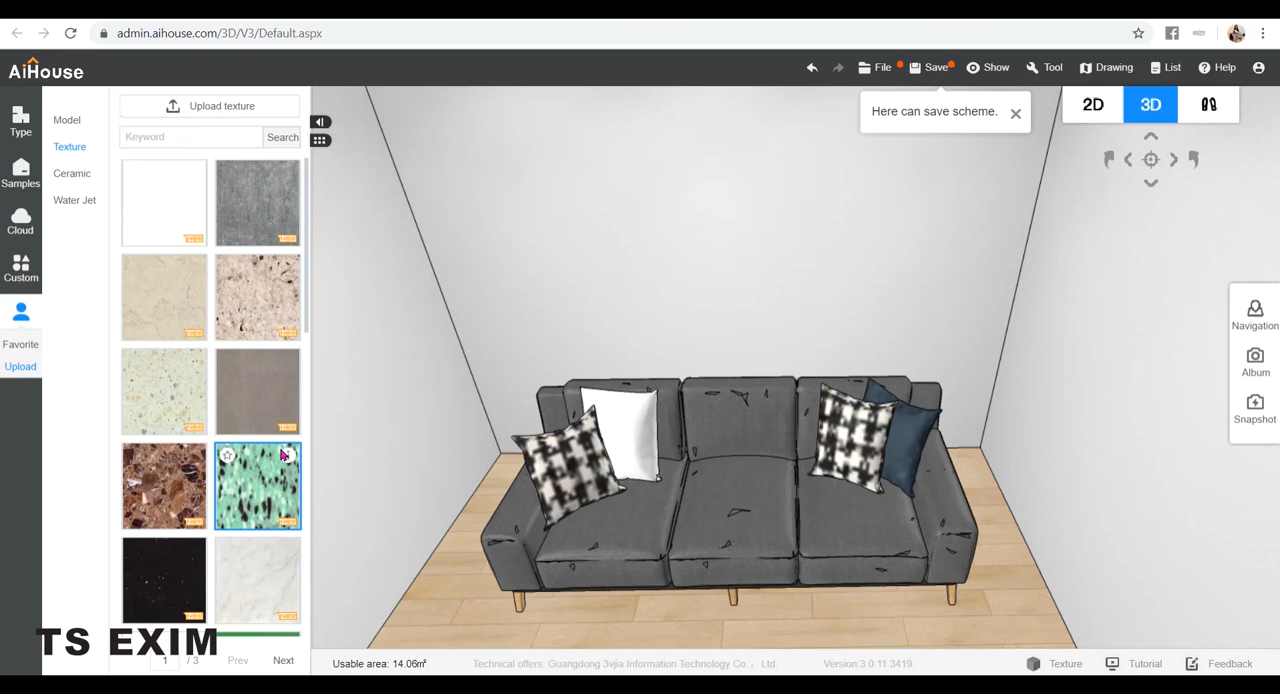 admin.aihouse.com/3D/V3/Default.aspx
AiHouse
File
Save
Show
Tool
Drawing
List
Help
Here can save scheme.
2D
3D
Type
Samples
Cloud
Custom
Favorite
Upload
Model
Texture
Ceramic
Water Jet
Upload texture
Keyword
Search
Navigation
Album
Snapshot
TS EXIM
1 / 3 Prev Next
Usable area: 14.06㎡
Technical offers: Guangdong 3vjia Information Technology Co.， Ltd.
Version:3.0.11.3419
Texture
Tutorial
Feedback